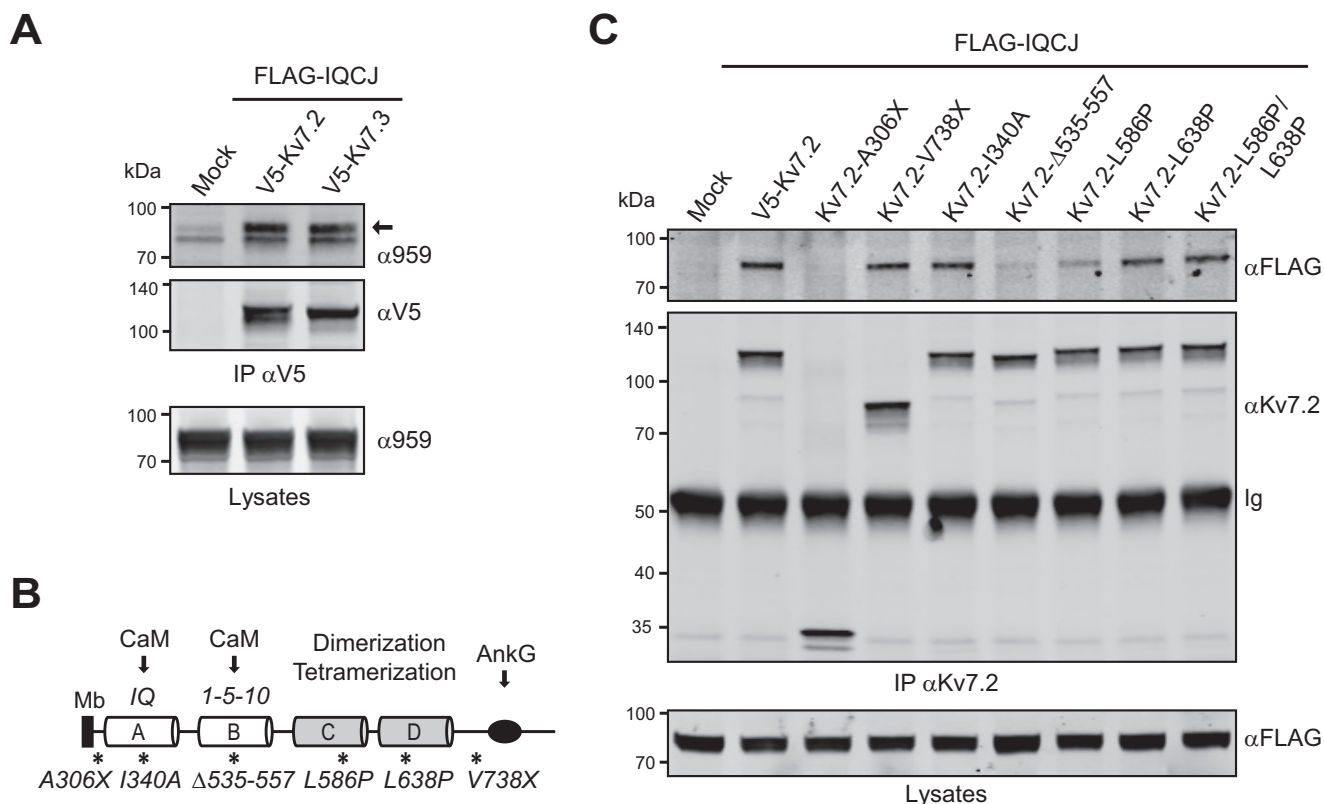 A
FLAG-IQCJ
kDa
Mock
V5-Kv7.2
V5-Kv7.3
100
70
α959
140
100
αV5
IP αV5
100
70
α959
Lysates
B
CaM
CaM
Dimerization
Tetramerization
AnkG
Mb
IQ
1-5-10
A
B
C
D
* * * * * *
A306X I340A Δ535-557 L586P L638P V738X
C
FLAG-IQCJ
kDa
Mock
V5-Kv7.2
Kv7.2-A306X
Kv7.2-V738X
Kv7.2-I340A
Kv7.2-Δ535-557
Kv7.2-L586P
Kv7.2-L638P
Kv7.2-L586P/
L638P
100
70
αFLAG
140
100
70
50
40
35
αKv7.2
Ig
IP αKv7.2
100
70
αFLAG
Lysates